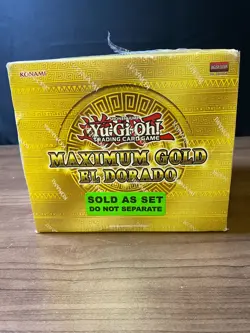 KONAMI
Yu-Gi-Oh!
TRADING CARD GAME
MAXIMUM GOLD
EL DORADO
SOLD AS SET
DO NOT SEPARATE